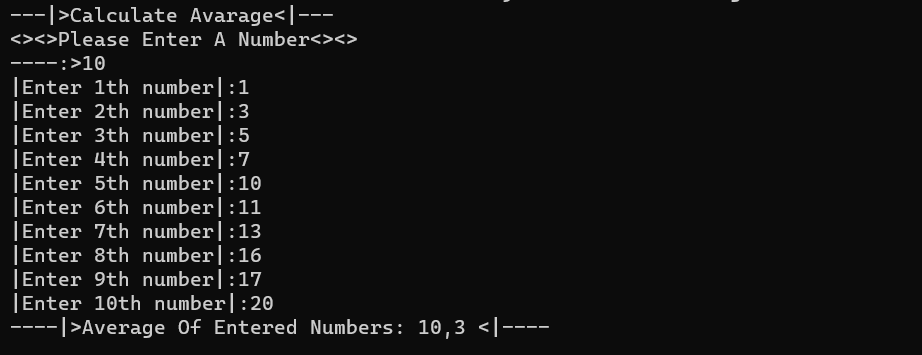 ---|>Calculate Avarage<|---
<><>Please Enter A Number<><>
----:>10
|Enter 1th number|:1
|Enter 2th number|:3
|Enter 3th number|:5
|Enter 4th number|:7
|Enter 5th number|:10
|Enter 6th number|:11
|Enter 7th number|:13
|Enter 8th number|:16
|Enter 9th number|:17
|Enter 10th number|:20
----|>Average Of Entered Numbers: 10,3 <|----